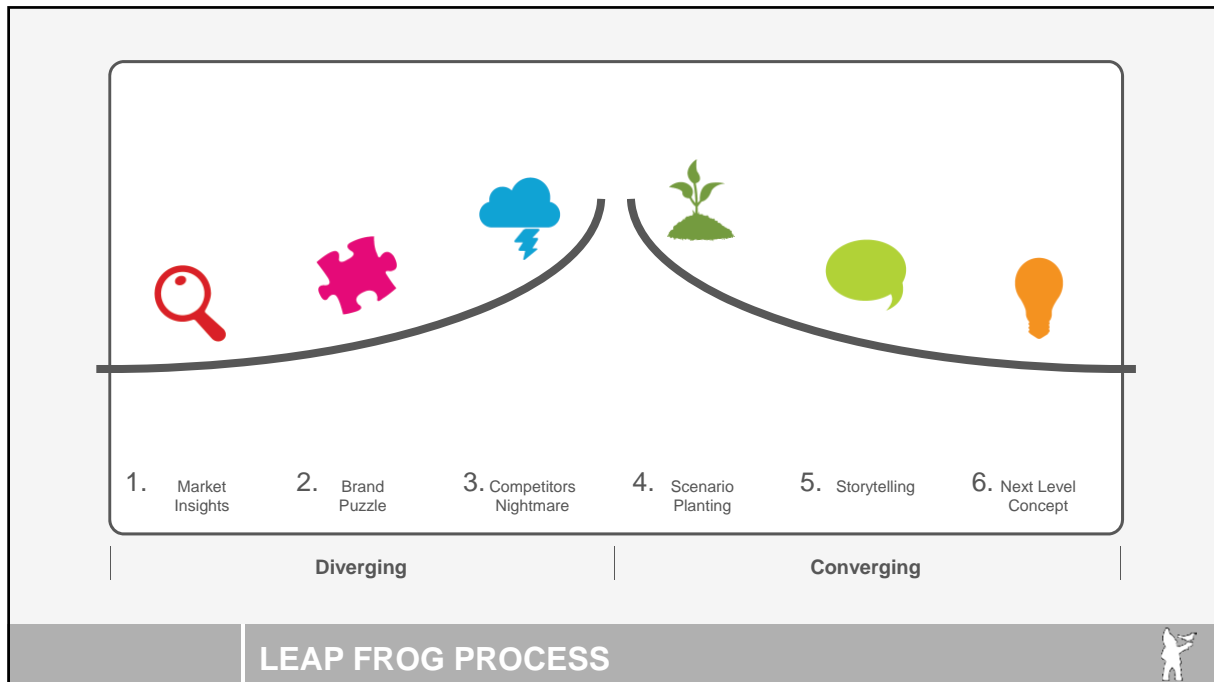 1. Market
Insights
2. Brand
Puzzle
3. Competitors
Nightmare
4. Scenario
Planting
5. Storytelling
6. Next Level
Concept
Diverging
Converging
LEAP FROG PROCESS